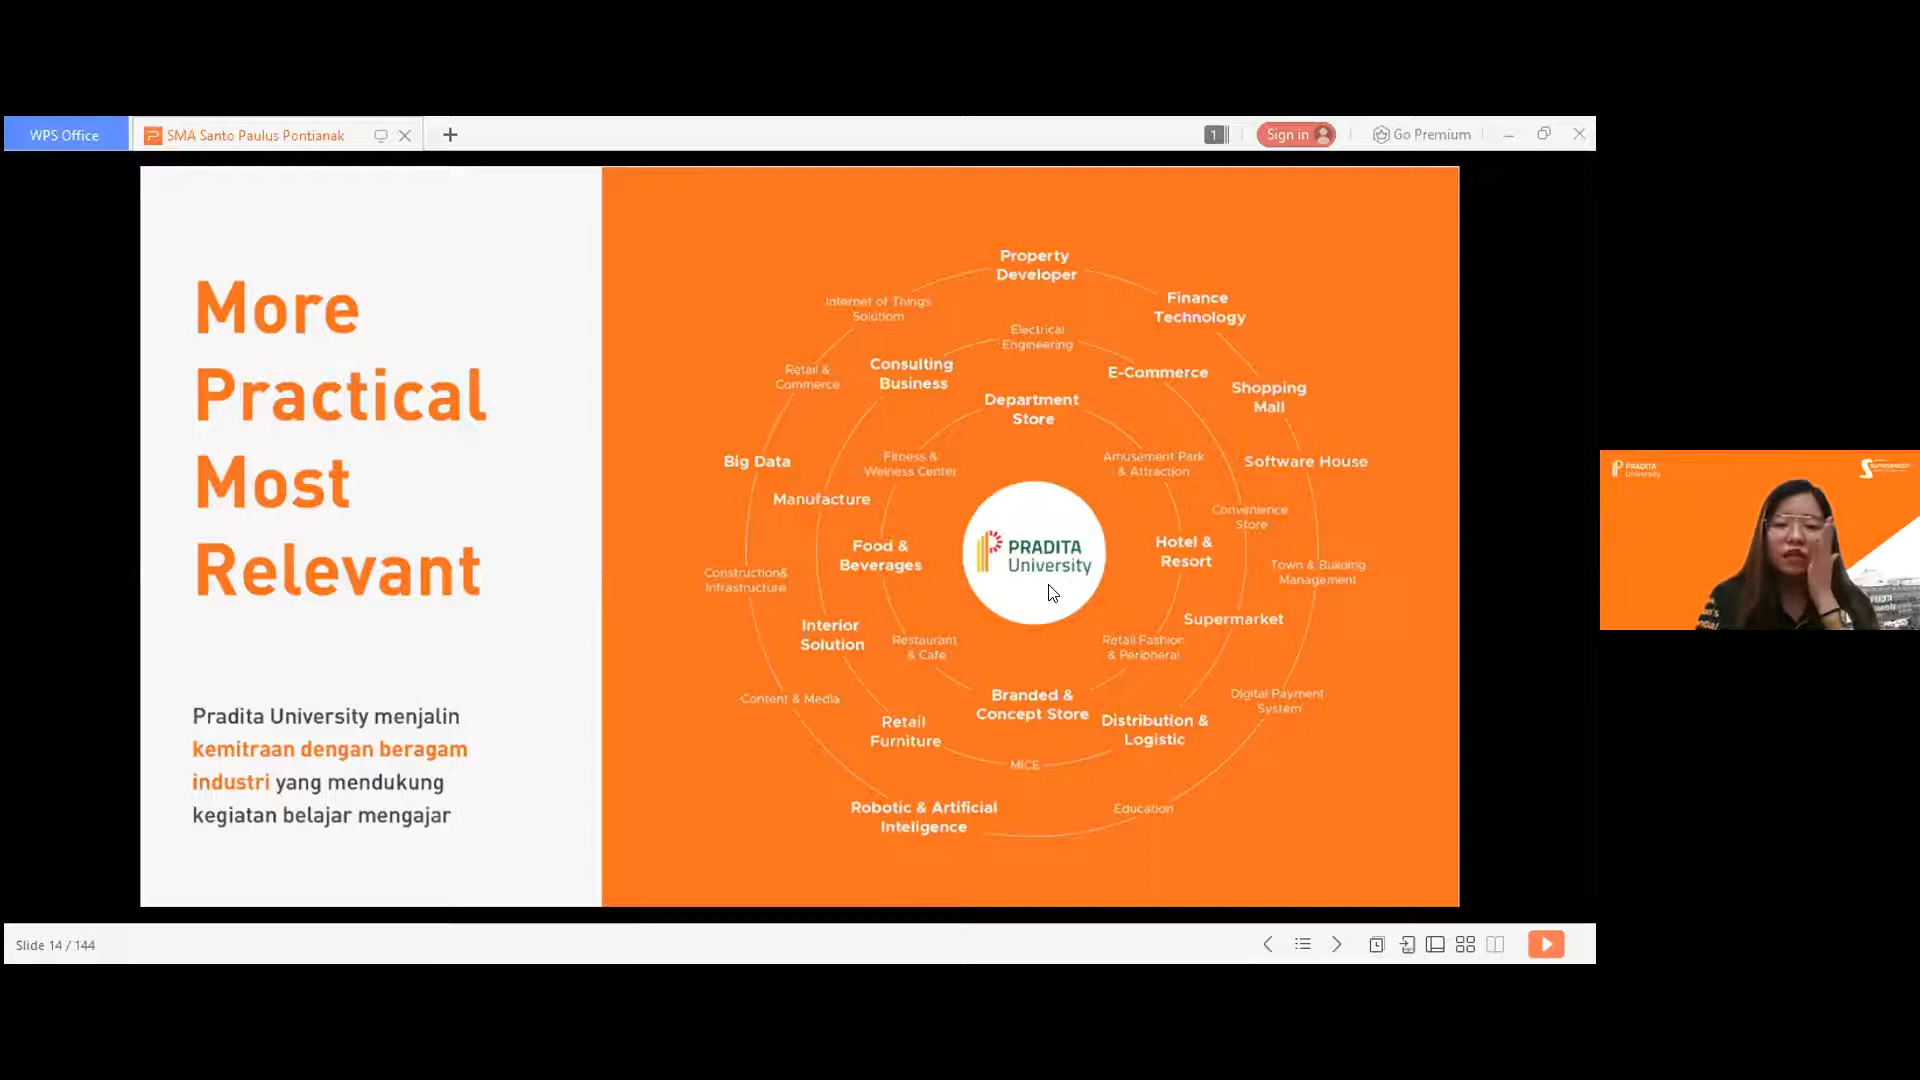 WPS Office
SMA Santo Paulus Pontianak
1
Sign in
Go Premium
More
Practical
Most
Relevant
Pradita University menjalin
kemitraan dengan beragam
industri yang mendukung
kegiatan belajar mengajar
Property
Developer
Internet of Things
Solutiom
Finance
Technology
Electrical
Engineering
Retail &
Commerce
Consulting
Business
E-Commerce
Shopping
Mall
Department
Store
Big Data
Fitness &
Welness Center
Amusement Park
& Attraction
Software House
Manufacture
Convenience
Store
Food &
Beverages
PRADITA
University
Hotel &
Resort
Construction&
Infrastructure
Town & Building
Management
Interior
Solution
Restaurant
& Cafe
Retail Fashion
& Peripheral
Supermarket
Content & Media
Branded &
Concept Store
Digital Payment
System
Retail
Furniture
Distribution &
Logistic
MICE
Robotic & Artificial
Inteligence
Education
Slide 14 / 144
PRADITA
University